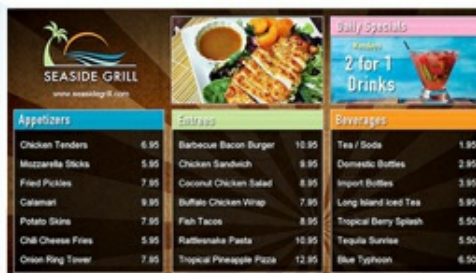 SEASIDE GRILL
www.seasidegrill.com
Daily Specials
2 for 1
Drinks
Appetizers
Chicken Tenders 6.95
Mozzarella Sticks 5.95
Fried Pickles 7.95
Calamari 9.95
Potato Skins 7.95
Chili Cheese Fries 5.95
Onion Ring Tower 7.95
Entrees
Barbecue Bacon Burger 10.95
Chicken Sandwich 9.95
Coconut Chicken Salad 8.95
Buffalo Chicken Wrap 7.95
Fish Tacos 8.95
Rattlesnake Pasta 10.95
Tropical Pineapple Pizza 12.95
Beverages
Tea / Soda 1.95
Domestic Bottles 2.95
Import Bottles 3.95
Long Island Iced Tea 5.95
Tropical Berry Splash 5.95
Tequila Sunrise 5.95
Blue Typhoon 6.95